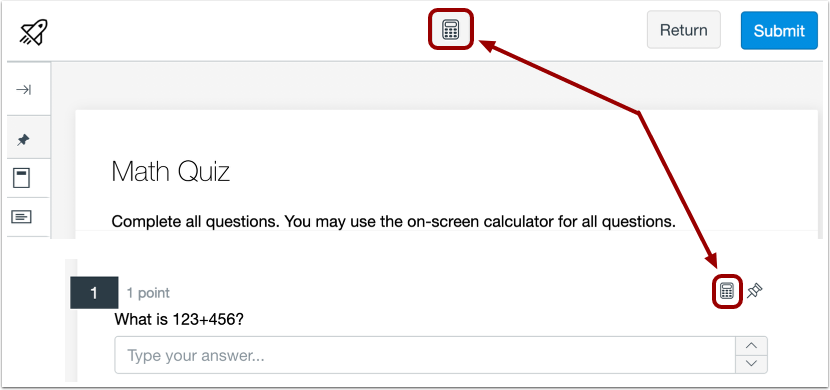 Return
Submit
Math Quiz
Complete all questions. You may use the on-screen calculator for all questions.
1
1 point
What is 123+456?
Type your answer...